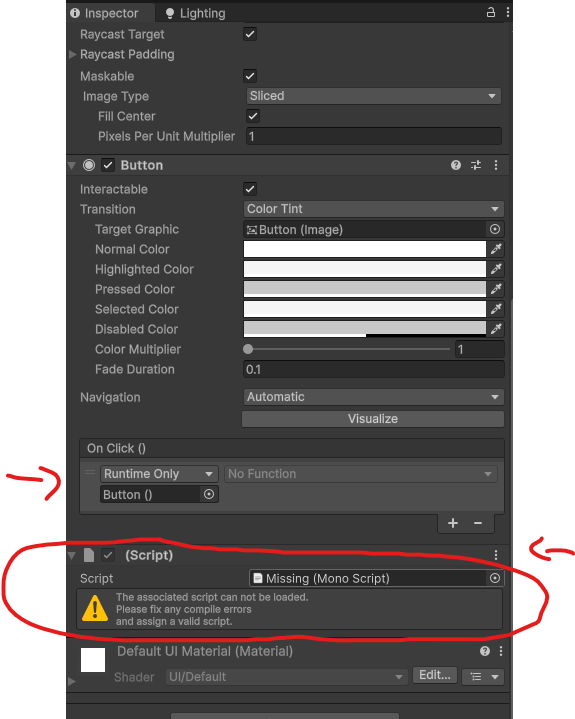 Inspector
Lighting
Raycast Target
Raycast Padding
Maskable
Image Type Sliced
Fill Center
Pixels Per Unit Multiplier 1
Button
Interactable
Transition Color Tint
Target Graphic Button (Image)
Normal Color
Highlighted Color
Pressed Color
Selected Color
Disabled Color
Color Multiplier 1
Fade Duration 0.1
Navigation Automatic
Visualize
On Click ()
Runtime Only No Function
Button ()
(Script)
Script Missing (Mono Script)
The associated script can not be loaded.
Please fix any compile errors
and assign a valid script.
Default UI Material (Material)
Shader UI/Default Edit...